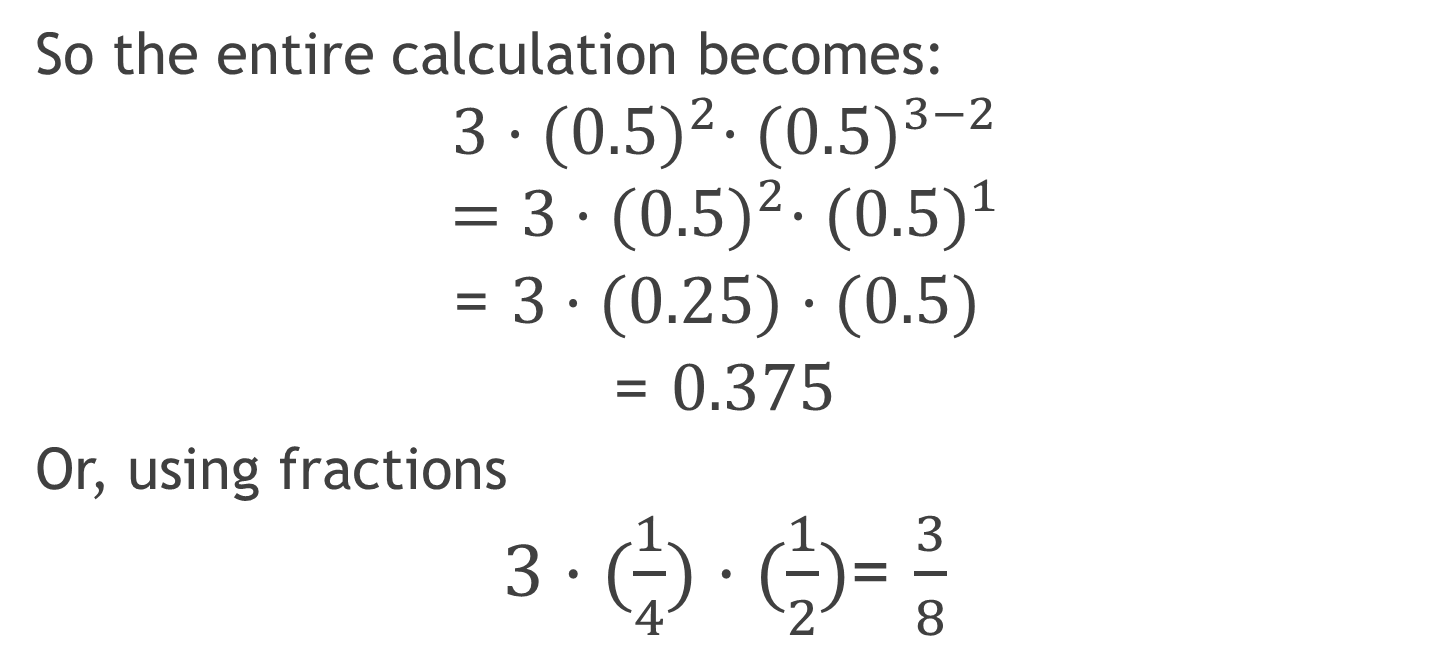 So the entire calculation becomes:
3 · (0.5)²· (0.5)³⁻²
= 3 · (0.5)²· (0.5)¹
= 3 · (0.25) · (0.5)
= 0.375
Or, using fractions
3 · (1/4) · (1/2)= 3/8